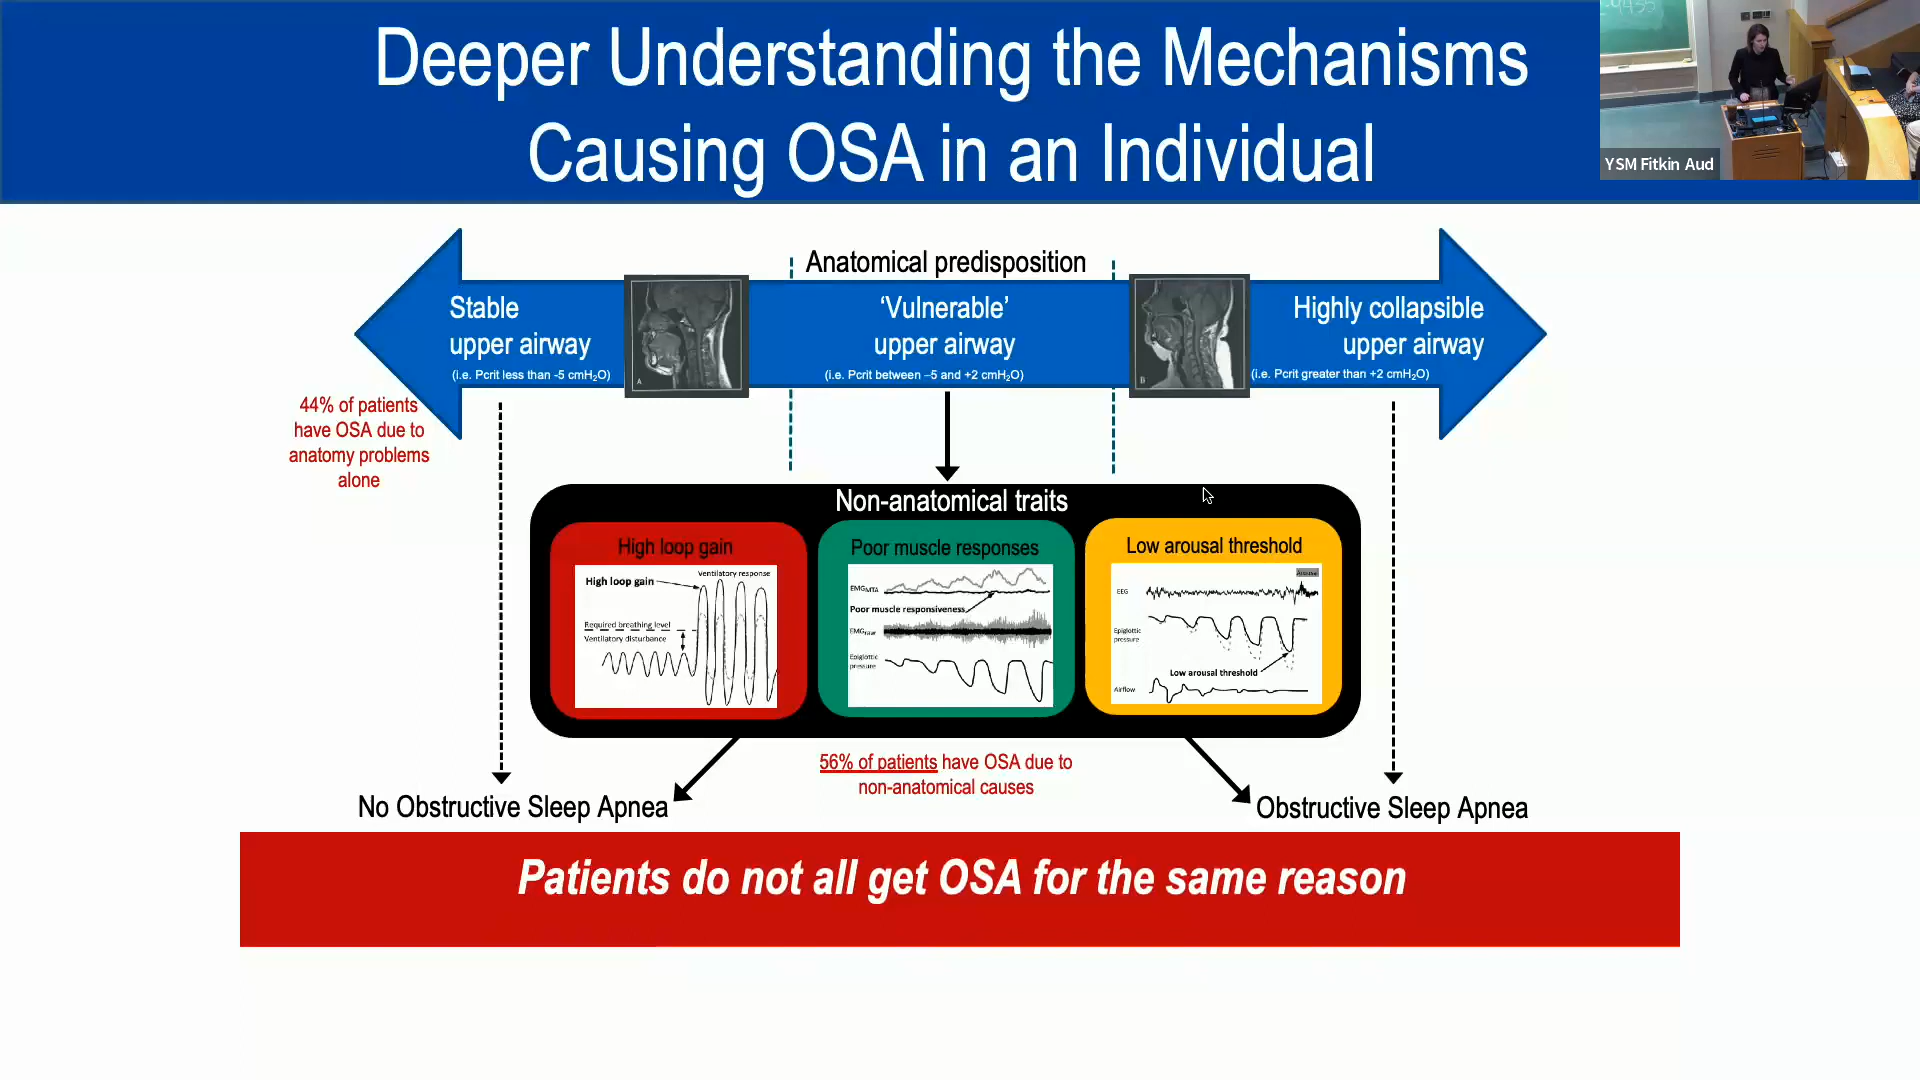 Deeper Understanding the Mechanisms
Causing OSA in an Individual
YSM Fitkin Aud
Anatomical predisposition
Stable
upper airway
(i.e. Pcrit less than -5 cmH₂O)
A
'Vulnerable'
upper airway
(i.e. Pcrit between –5 and +2 cmH₂O)
B
Highly collapsible
upper airway
(i.e. Pcrit greater than +2 cmH₂O)
44% of patients
have OSA due to
anatomy problems
alone
Non-anatomical traits
High loop gain
Ventilatory response
High loop gain
Required breathing level
Ventilatory disturbance
Poor muscle responses
EMG
Poor muscle responsiveness
EMG
Epiglottic
pressure
Low arousal threshold
EEG
Epiglottic
pressure
Low arousal threshold
Airflow
56% of patients have OSA due to
non-anatomical causes
No Obstructive Sleep Apnea
Obstructive Sleep Apnea
Patients do not all get OSA for the same reason